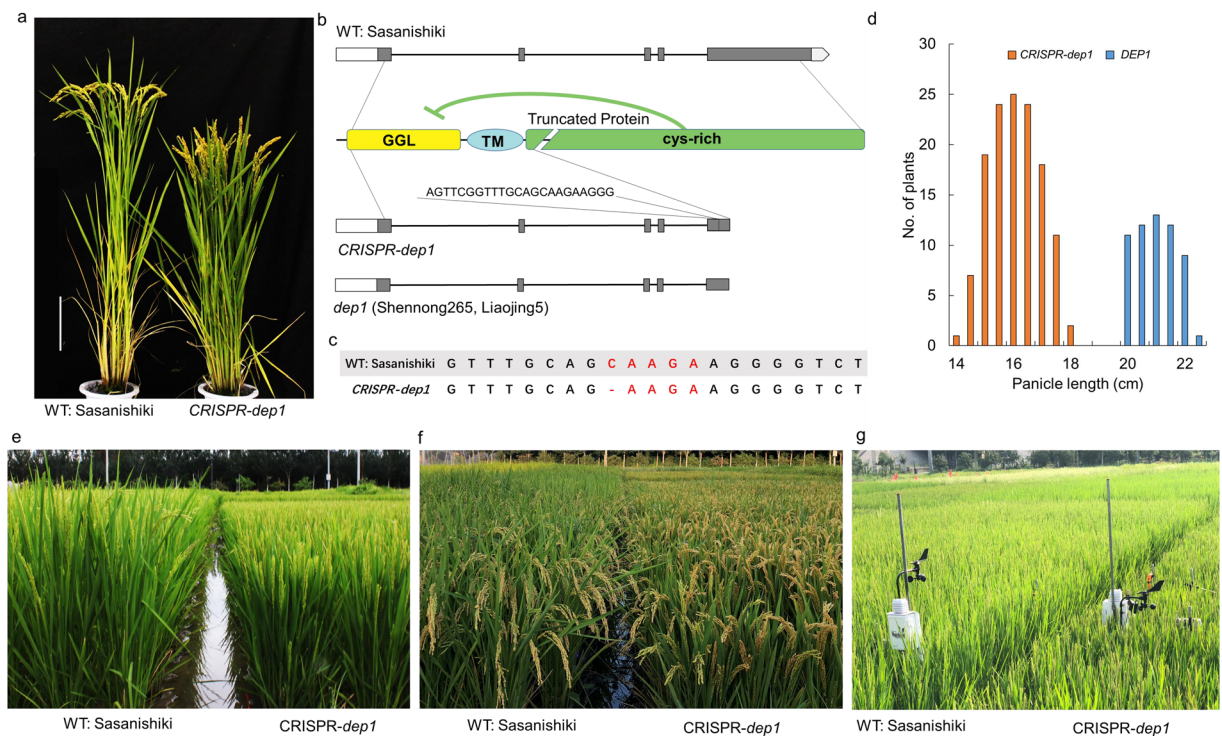 a
WT: Sasanishiki
CRISPR-dep1
b
WT: Sasanishiki
Truncated Protein
GGL
TM
cys-rich
AGTTCGGTTTGCAGCAAGAAGGG
CRISPR-dep1
dep1 (Shennong265, Liaojing5)
c
WT: Sasanishiki G T T T G C A G C A A G A A G G G G T C T
CRISPR-dep1 G T T T G C A G - A A G A A G G G G T C T
d
30
25
20
15
10
5
0
No. of plants
CRISPR-dep1 DEP1
14 16 18 20 22
Panicle length (cm)
e
WT: Sasanishiki
CRISPR-dep1
f
WT: Sasanishiki
CRISPR-dep1
g
WT: Sasanishiki
CRISPR-dep1